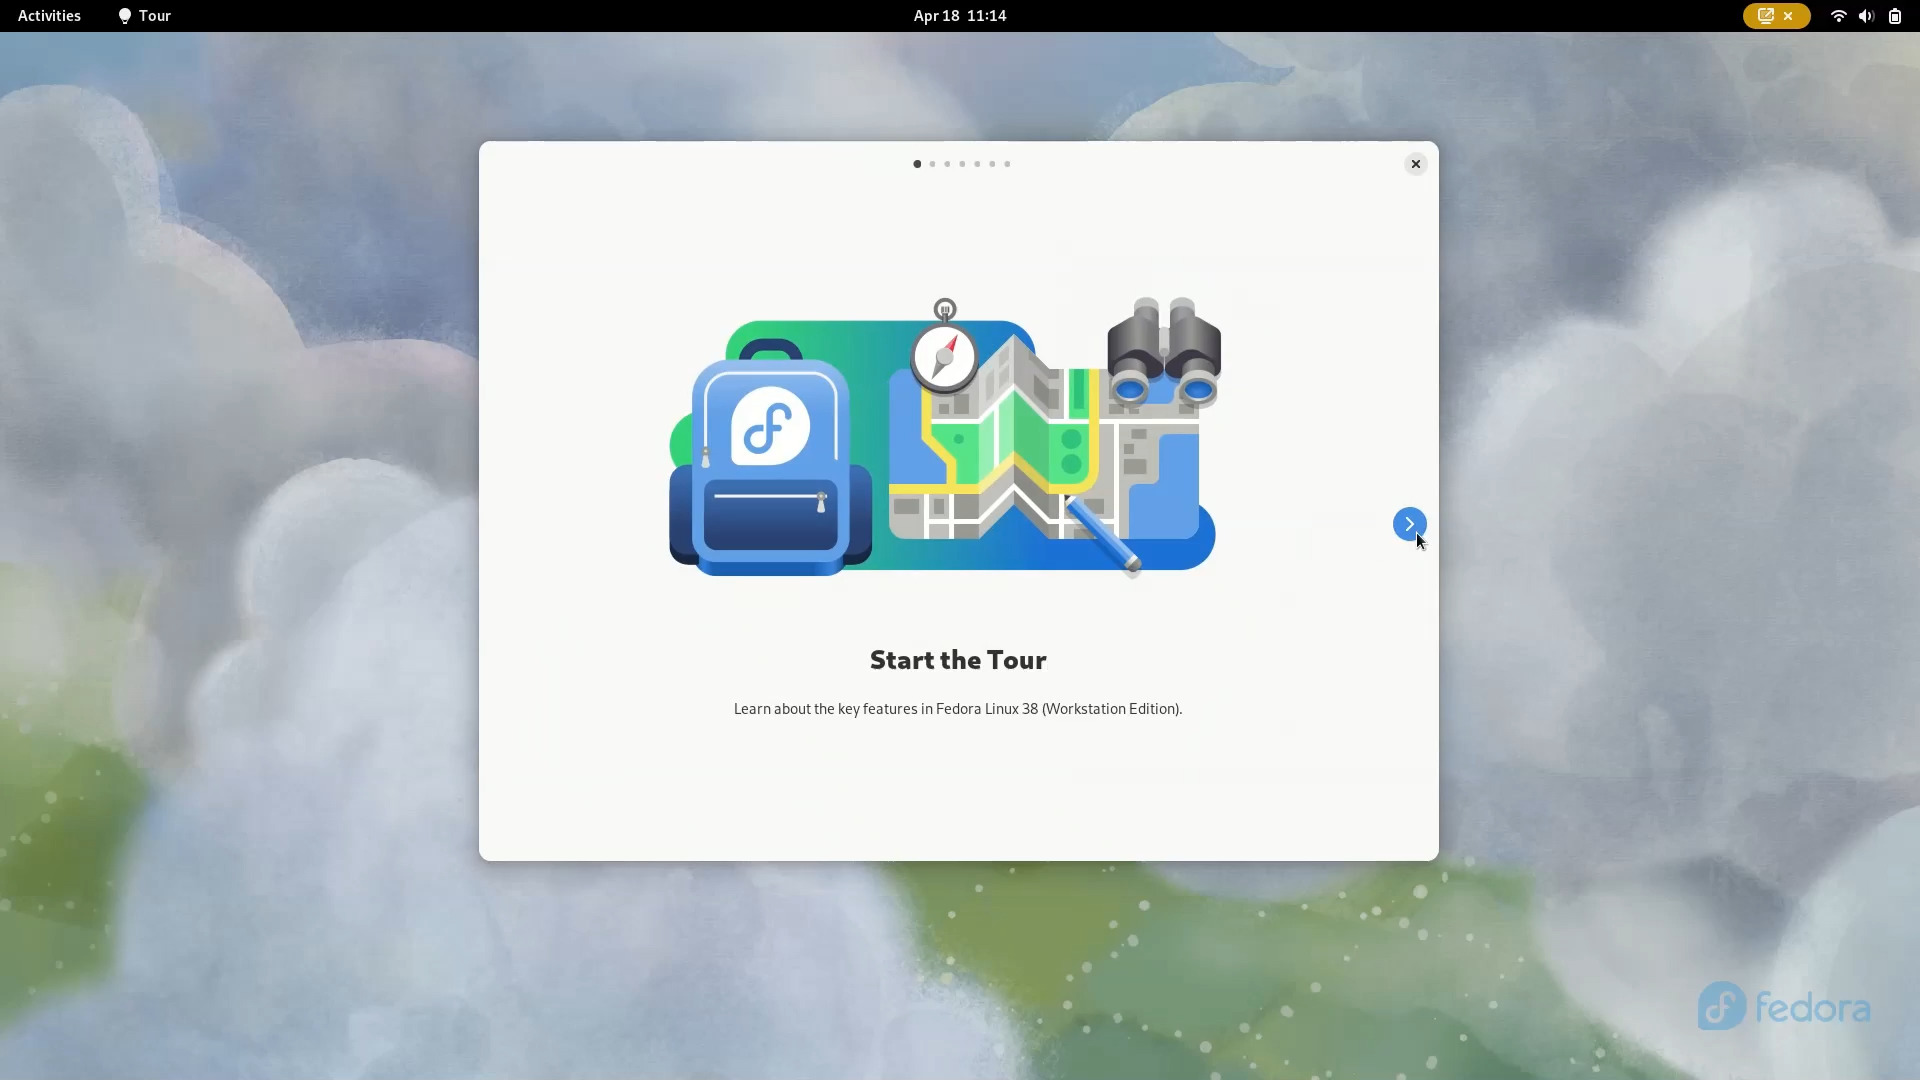 Activities
Tour
Apr 18 11:14
Start the Tour
Learn about the key features in Fedora Linux 38 (Workstation Edition).
fedora